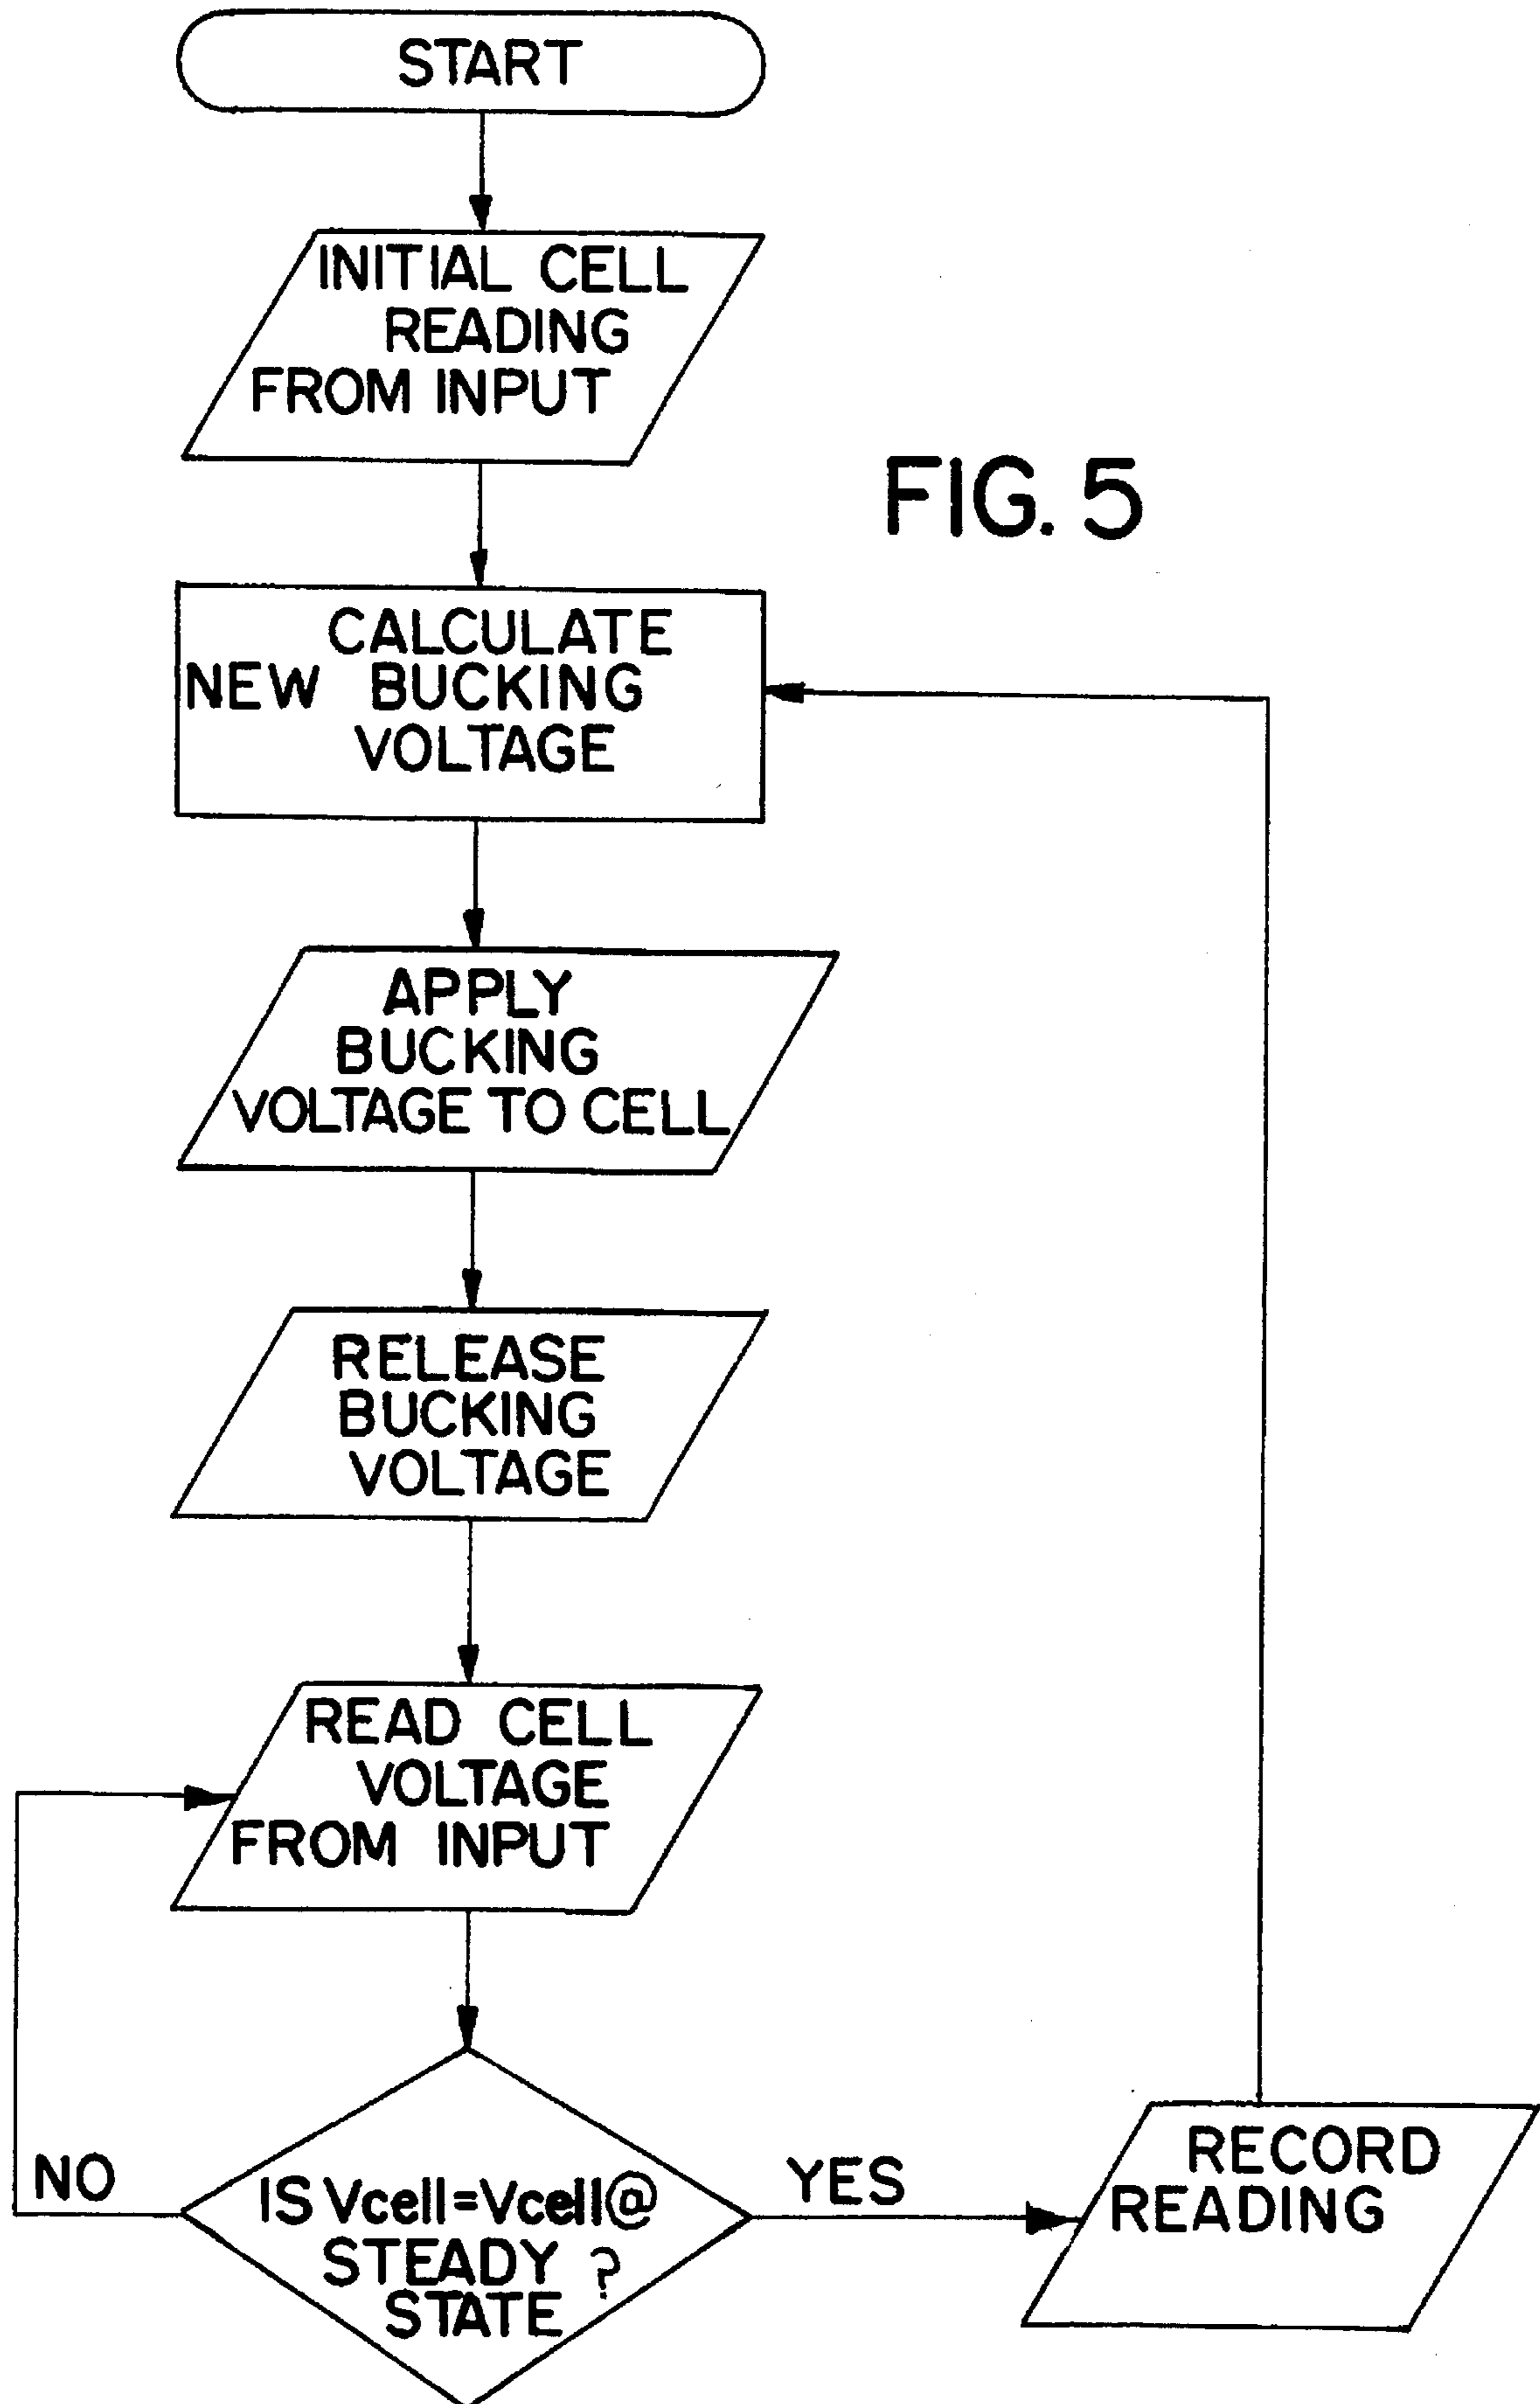 START
INITIAL CELL
READING
FROM INPUT
FIG. 5
CALCULATE
NEW BUCKING
VOLTAGE
APPLY
BUCKING
VOLTAGE TO CELL
RELEASE
BUCKING
VOLTAGE
READ CELL
VOLTAGE
FROM INPUT
NO
IS Vcell=Vcell@
STEADY ?
STATE
YES
RECORD
READING